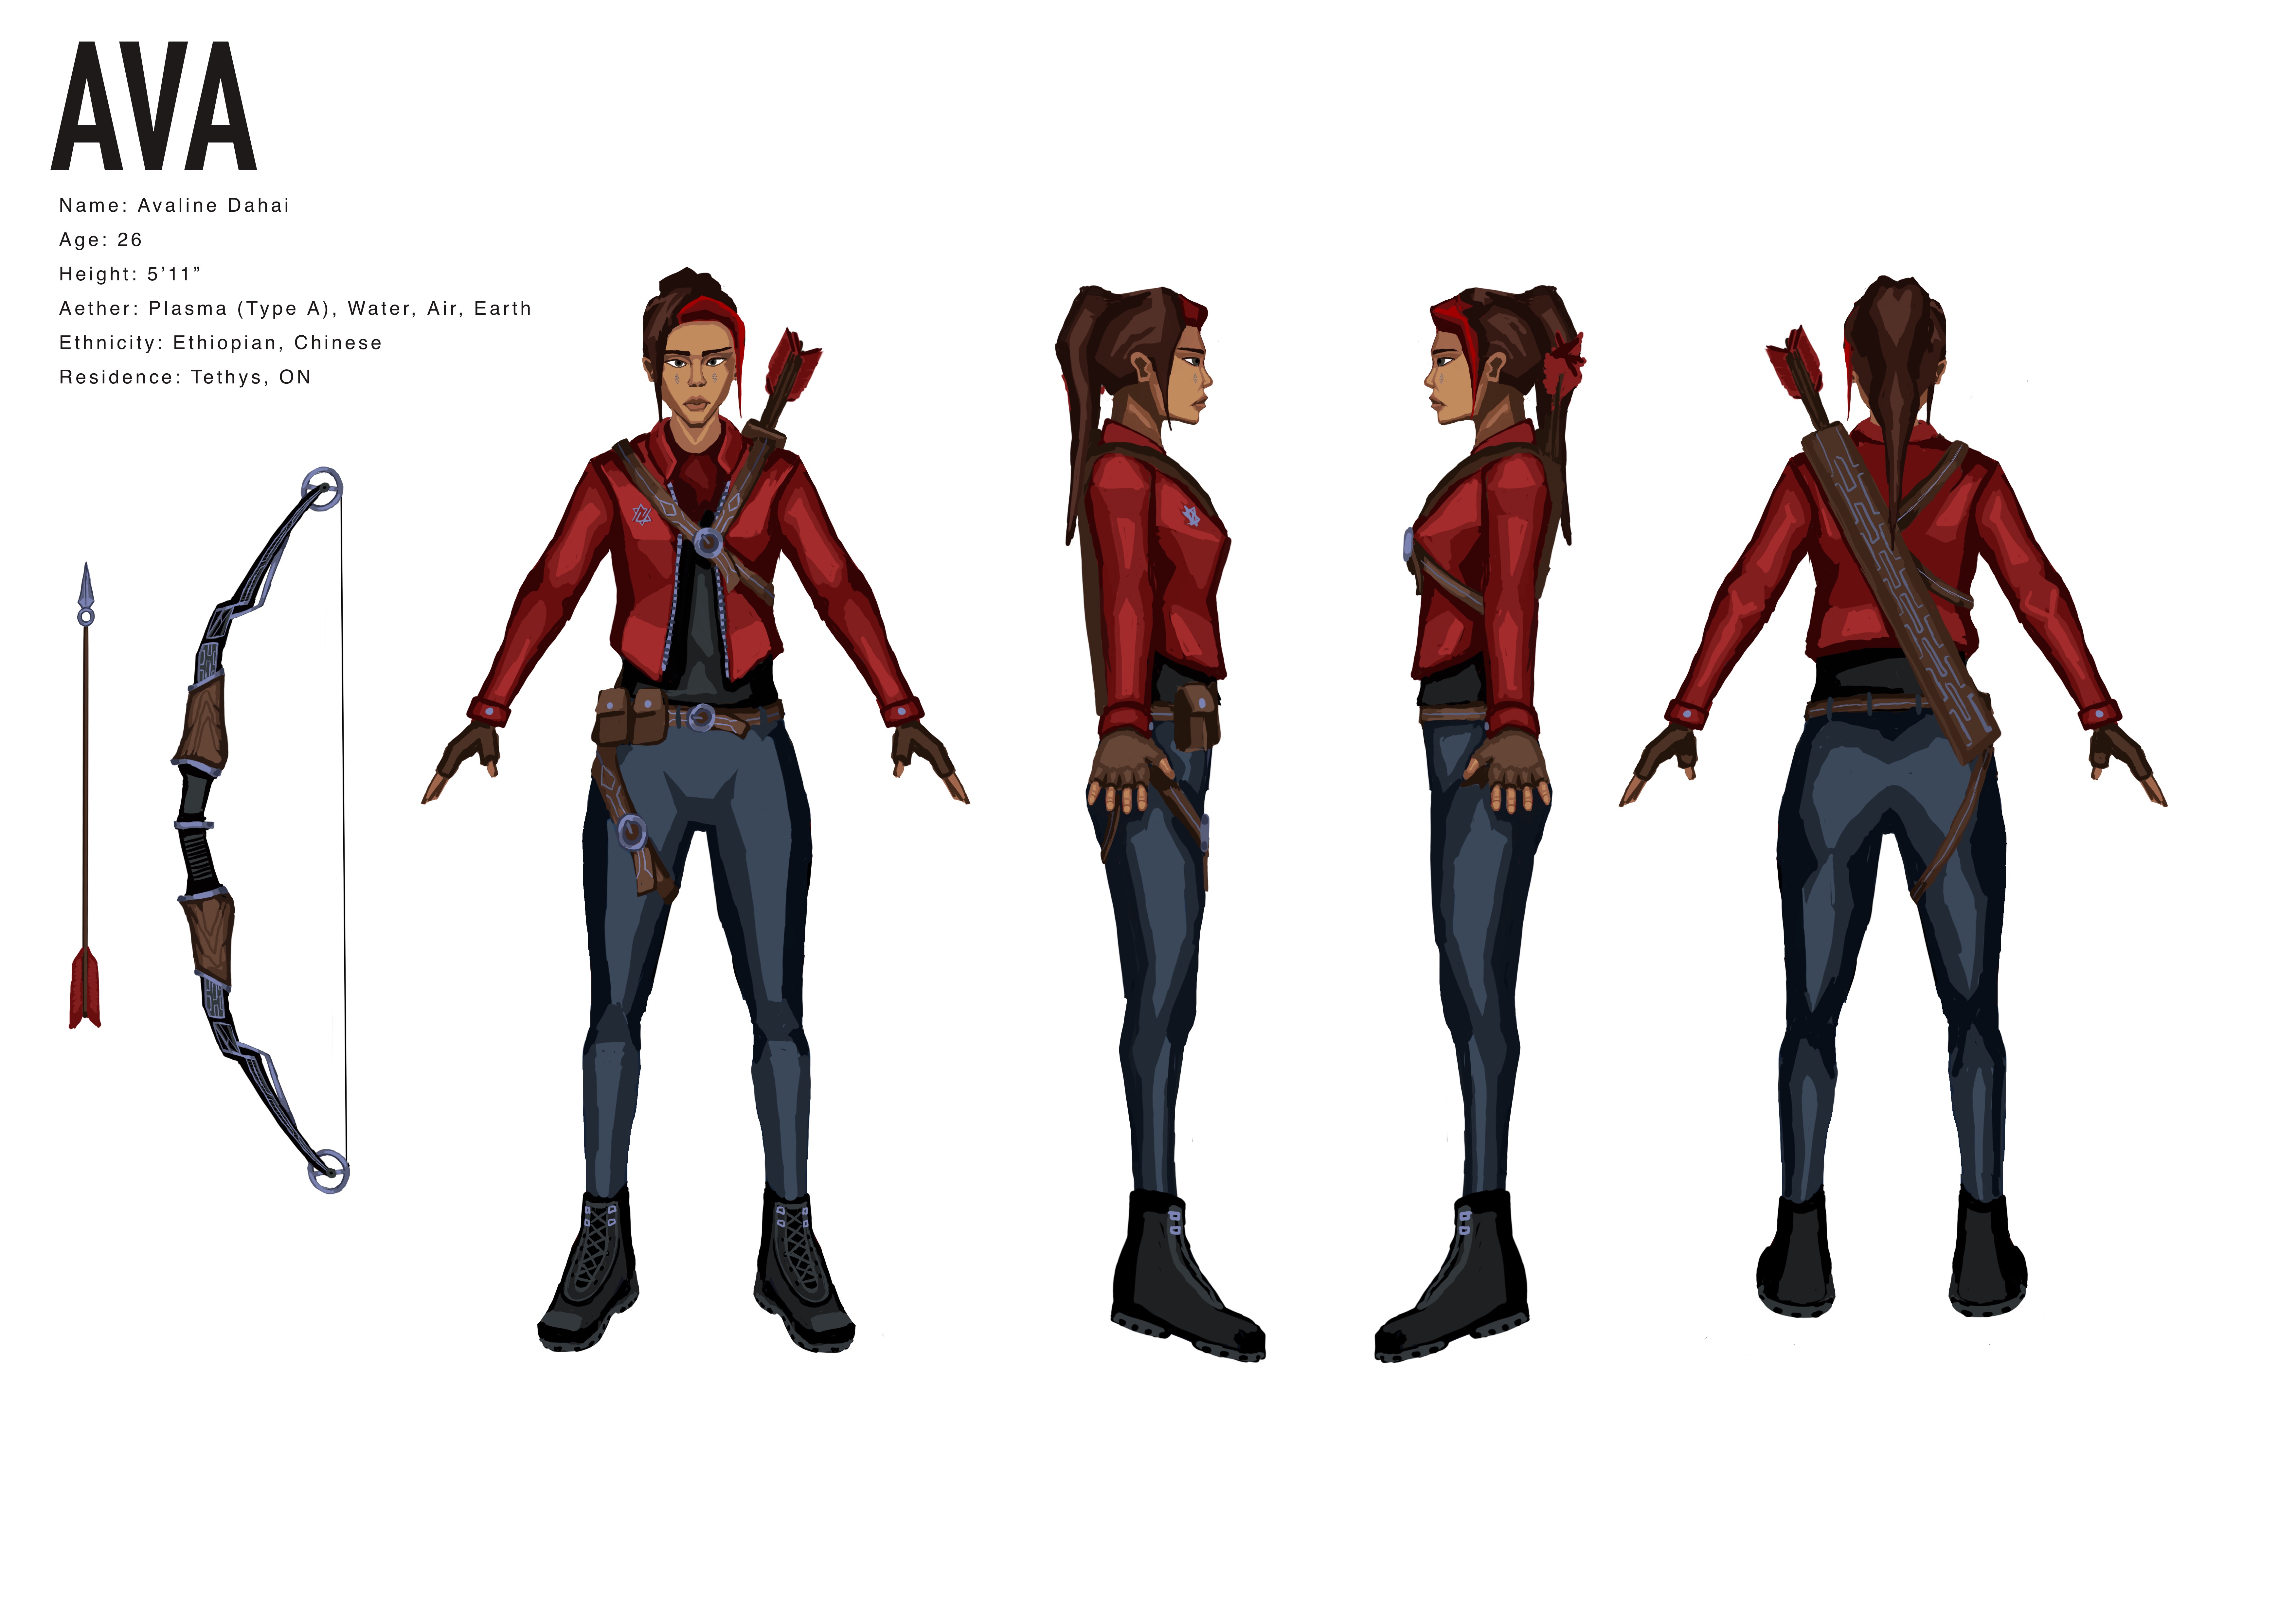 AVA
Name: Avaline Dahai
Age: 26
Height: 5’11”
Aether: Plasma (Type A), Water, Air, Earth
Ethnicity: Ethiopian, Chinese
Residence: Tethys, ON